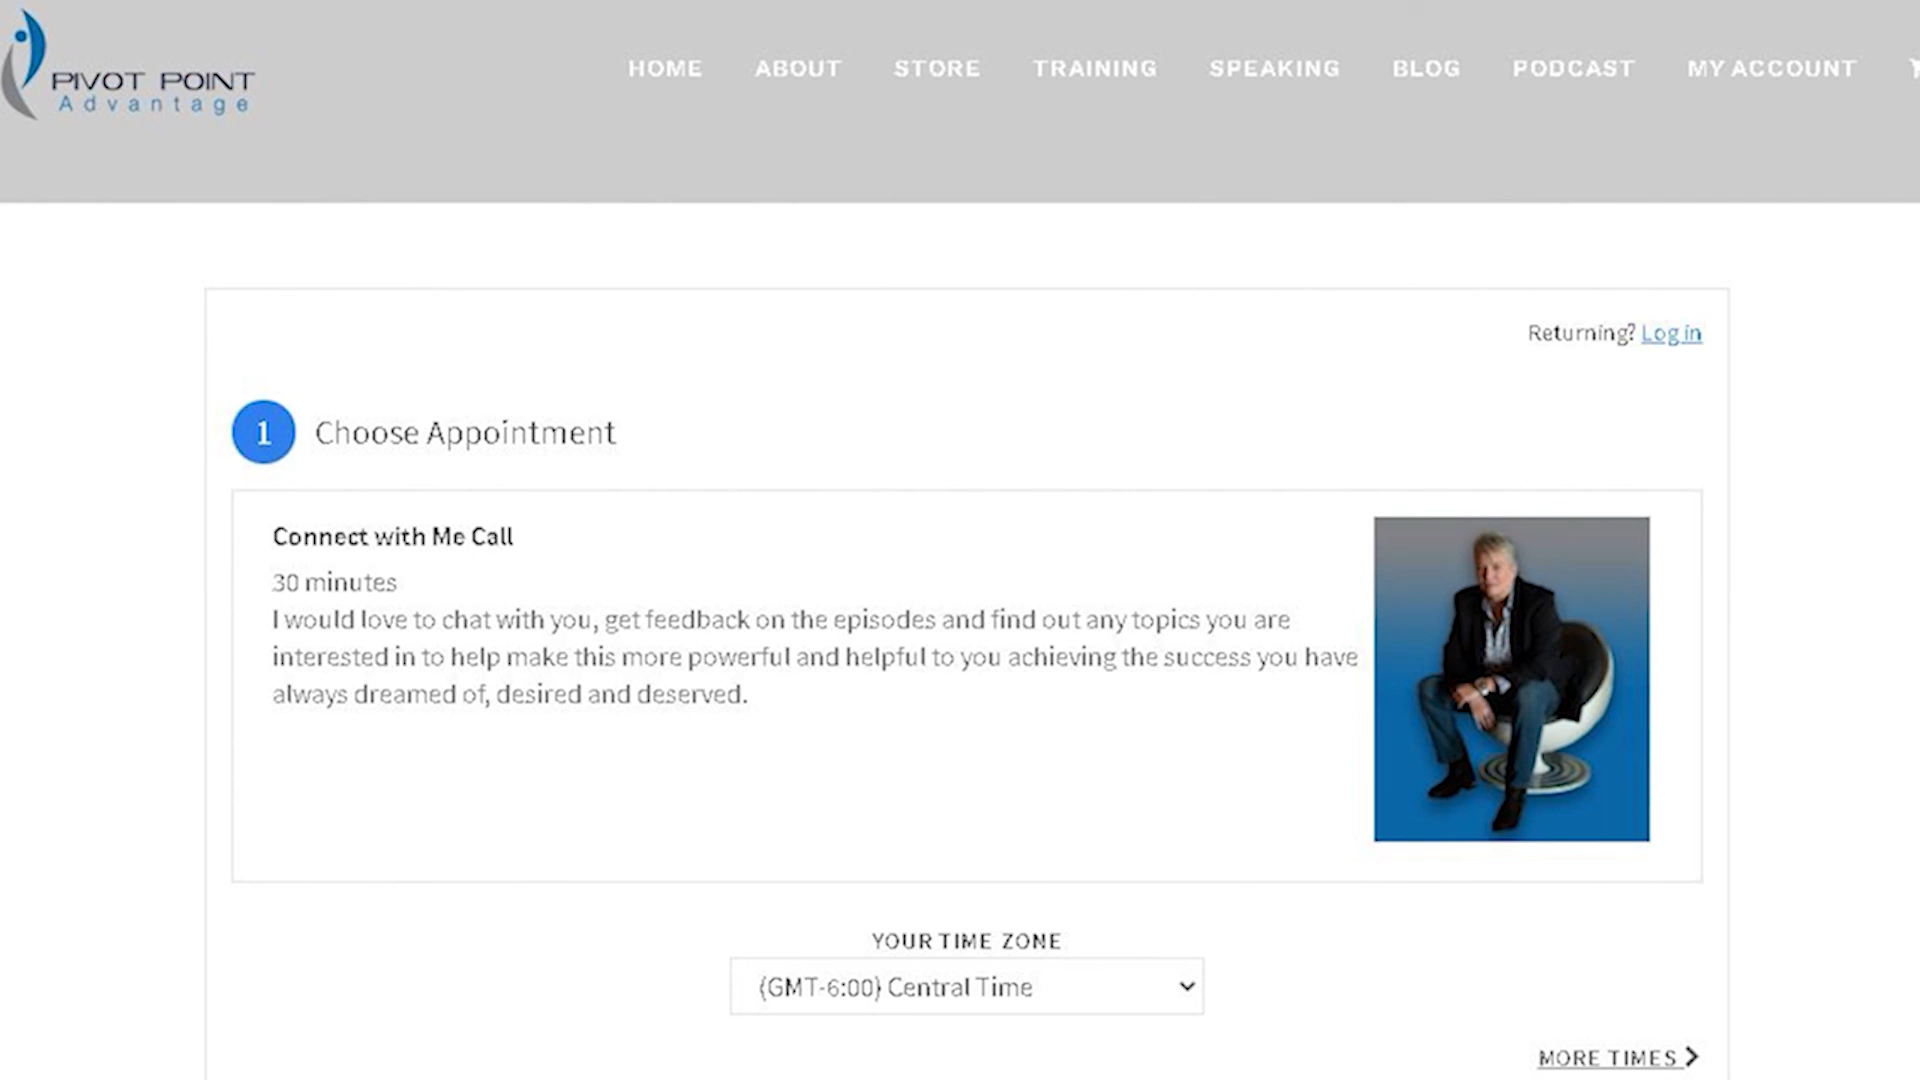 PIVOT POINT
Advantage
HOME ABOUT STORE TRAINING SPEAKING BLOG PODCAST MY ACCOUNT
Returning? Log in
1 Choose Appointment
Connect with Me Call
30 minutes
I would love to chat with you, get feedback on the episodes and find out any topics you are
interested in to help make this more powerful and helpful to you achieving the success you have
always dreamed of, desired and deserved.
YOUR TIME ZONE
(GMT-6:00) Central Time
MORE TIMES